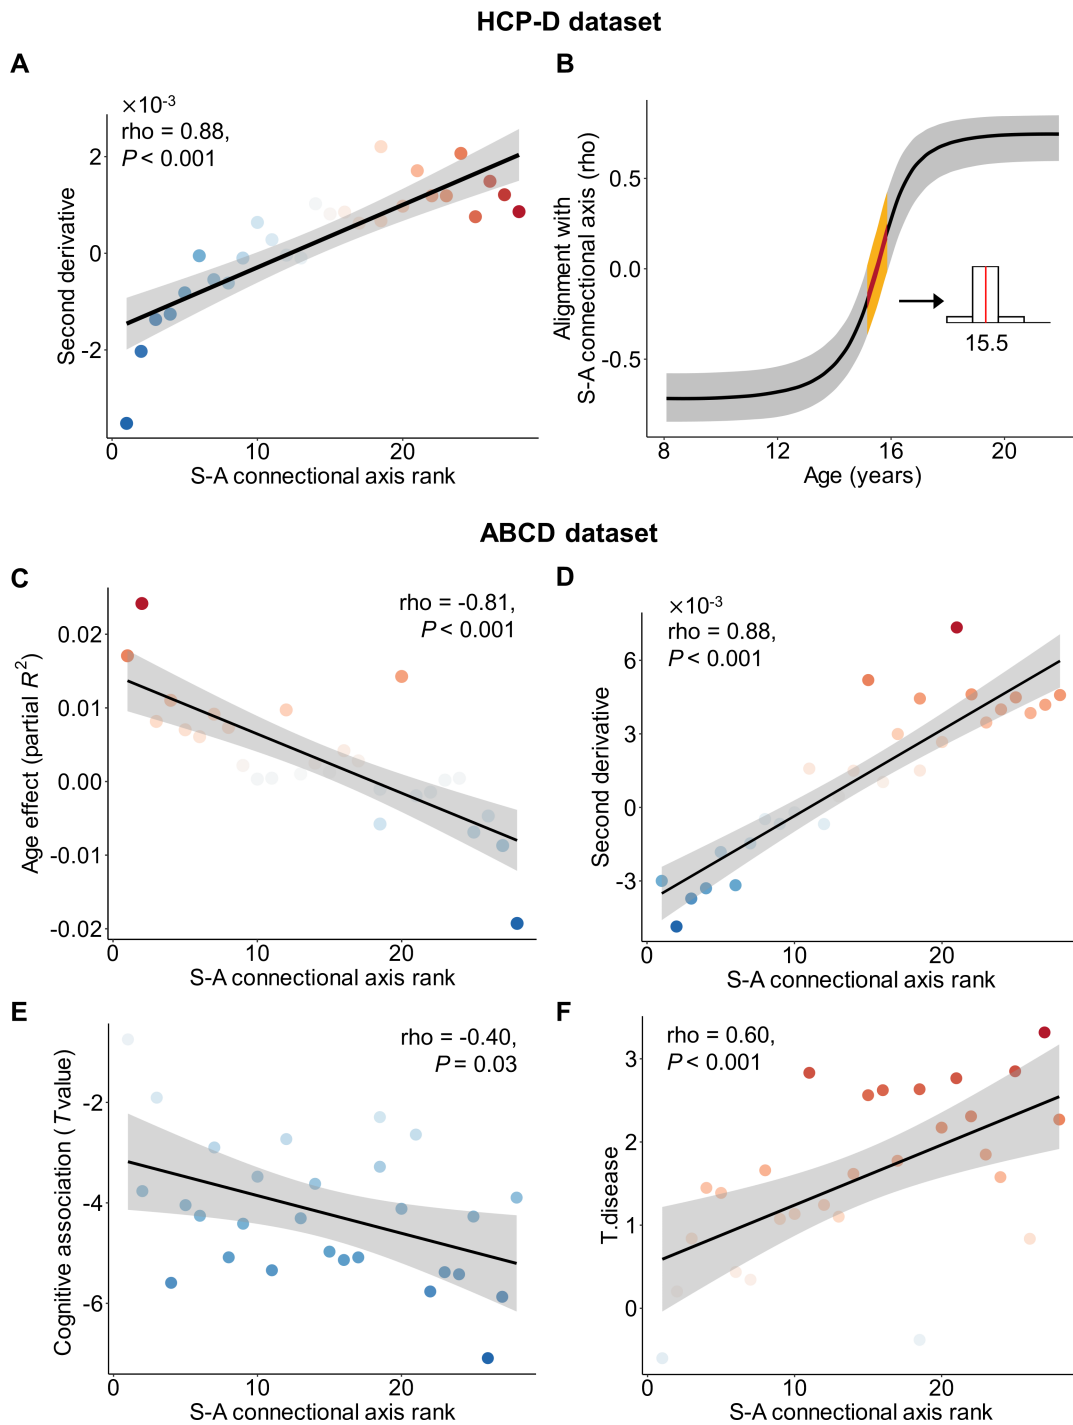 HCP-D dataset
A
×10-3
rho = 0.88,
P < 0.001
Second derivative
2
0
-2
0
10
20
S-A connectional axis rank
B
Alignment with
S-A connectional axis (rho)
0.5
0.0
-0.5
15.5
8
12
16
20
Age (years)
ABCD dataset
C
rho = -0.81,
P < 0.001
Age effect (partial R2)
0.02
0.01
0.00
-0.01
-0.02
0
10
20
S-A connectional axis rank
D
×10-3
rho = 0.88,
P < 0.001
Second derivative
6
3
0
-3
0
10
20
S-A connectional axis rank
E
rho = -0.40,
P = 0.03
Cognitive association (T value)
-2
-4
-6
0
10
20
S-A connectional axis rank
F
rho = 0.60,
P < 0.001
T.disease
3
2
1
0
0
10
20
S-A connectional axis rank